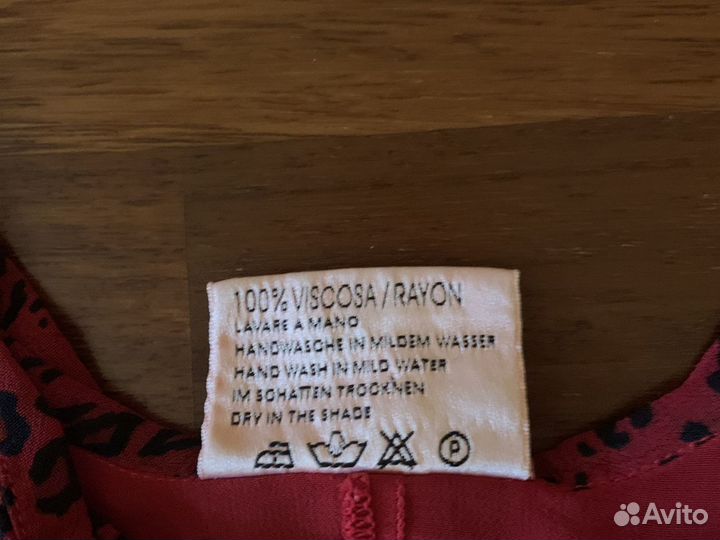 100% VISCOSA / RAYON
LAVARE A MANO
HANDWASCHE IN MILDEM WASSER
HAND WASH IN MILD WATER
IM SCHATTEN TROCKNEN
DRY IN THE SHADE
P
Avito